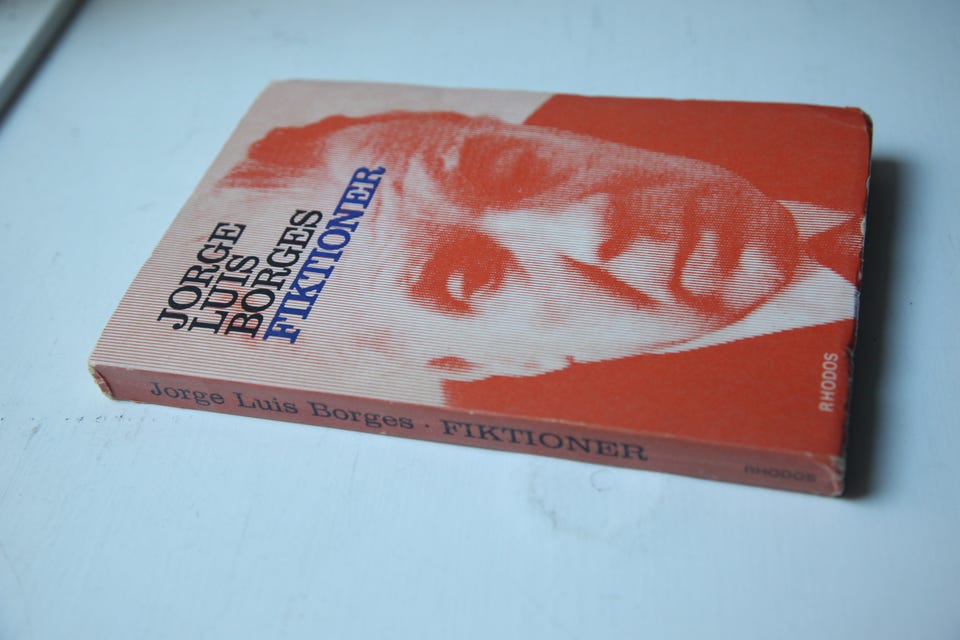 JORGE
LUIS
BORGES
FIKTIONER
RHODOS
Jorge Luis Borges · FIKTIONER
RHODOS